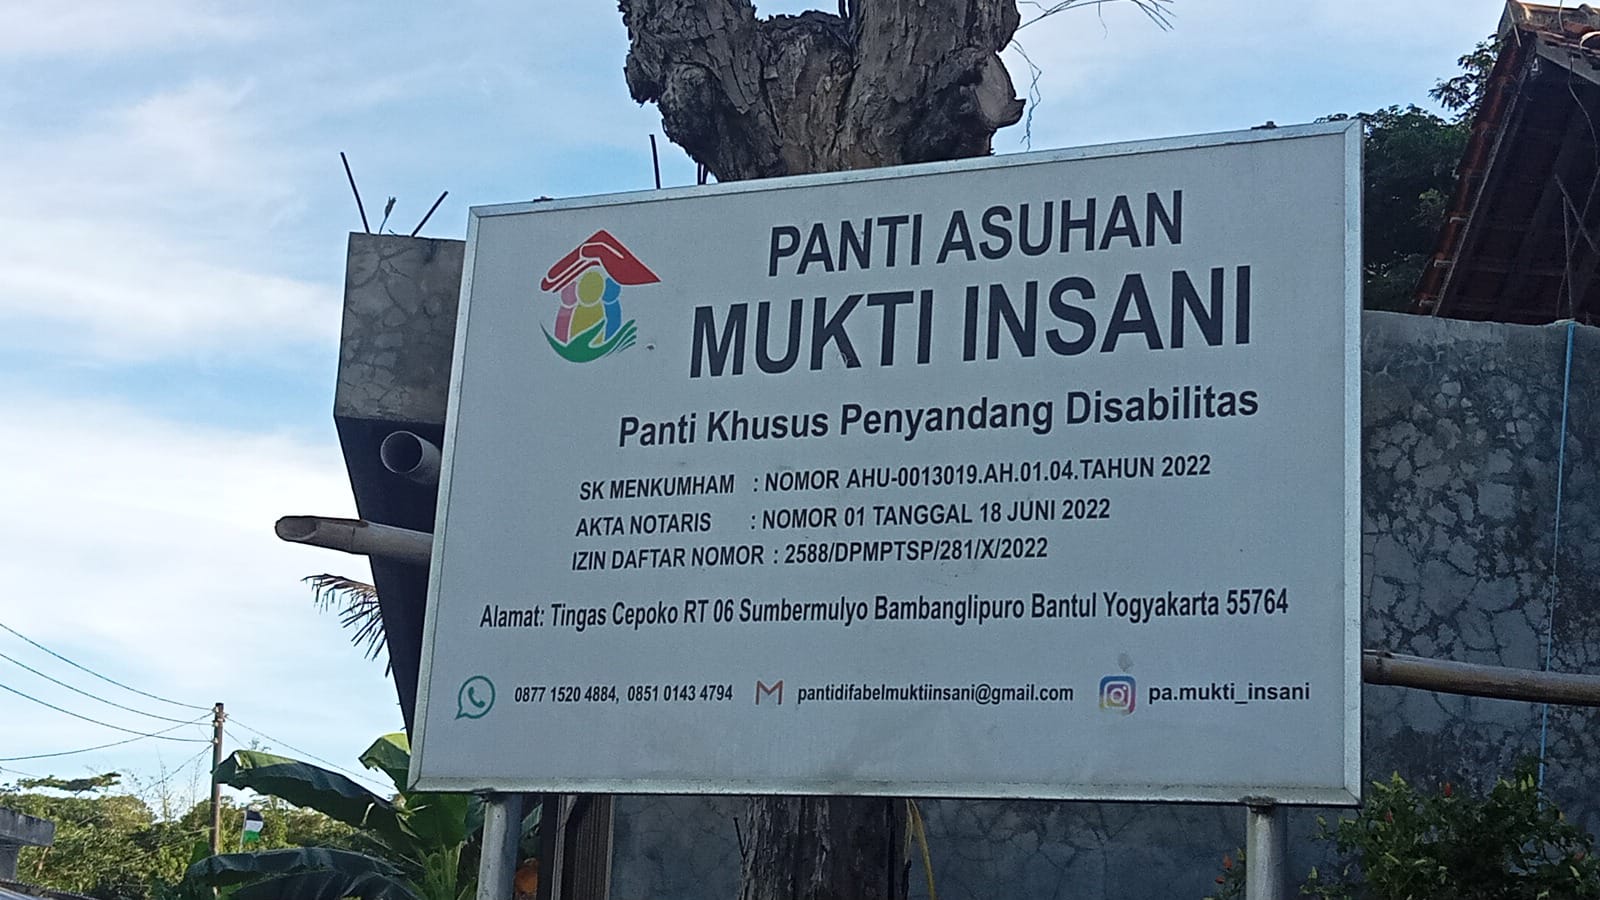 PANTI ASUHAN
MUKTI INSANI
Panti Khusus Penyandang Disabilitas
SK MENKUMHAM : NOMOR AHU-0013019.AH.01.04.TAHUN 2022
AKTA NOTARIS : NOMOR 01 TANGGAL 18 JUNI 2022
IZIN DAFTAR NOMOR : 2588/DPMPTSP/281/X/2022
Alamat: Tingas Cepoko RT 06 Sumbermulyo Bambanglipuro Bantul Yogyakarta 55764
0877 1520 4884, 0851 0143 4794 pantidifabelmuktiinsani@gmail.com pa.mukti_insani